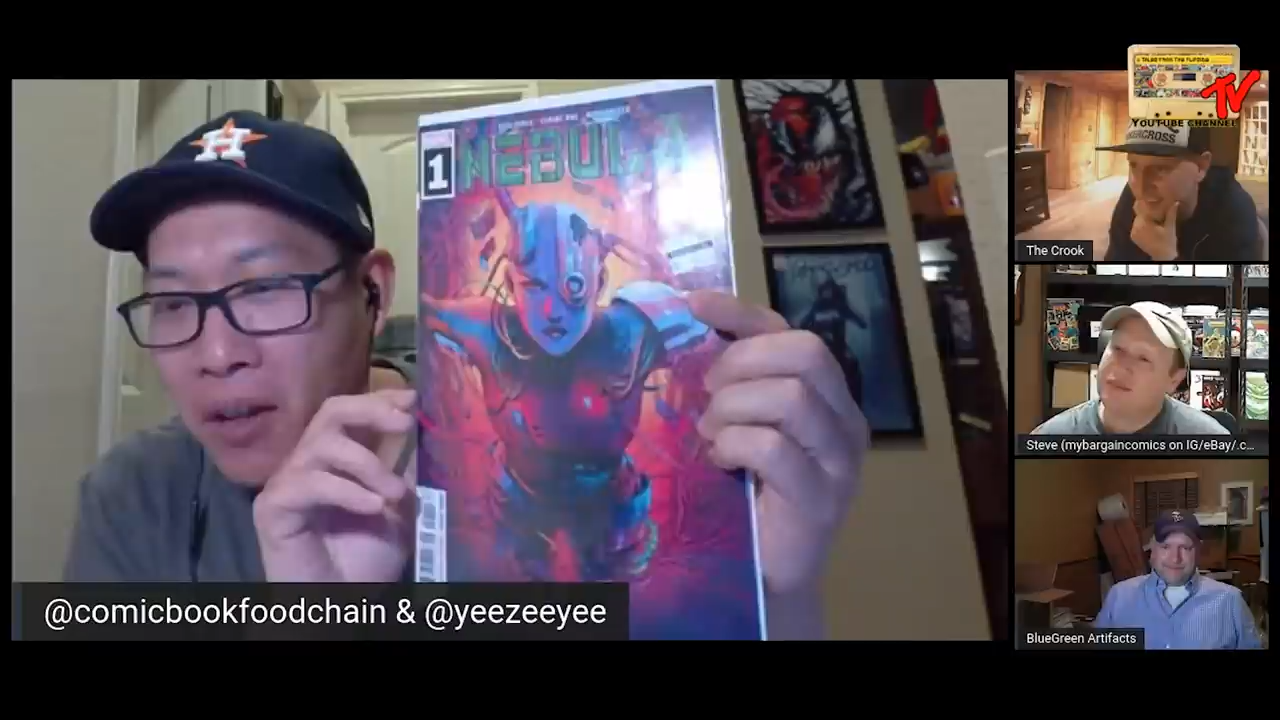 1
NEBULA
H
@comicbookfoodchain & @yeezeeyee
TV
YOUTUBE CHANNEL
The Crook
Steve (mybargaincomics on IG/eBay/.c...
BlueGreen Artifacts